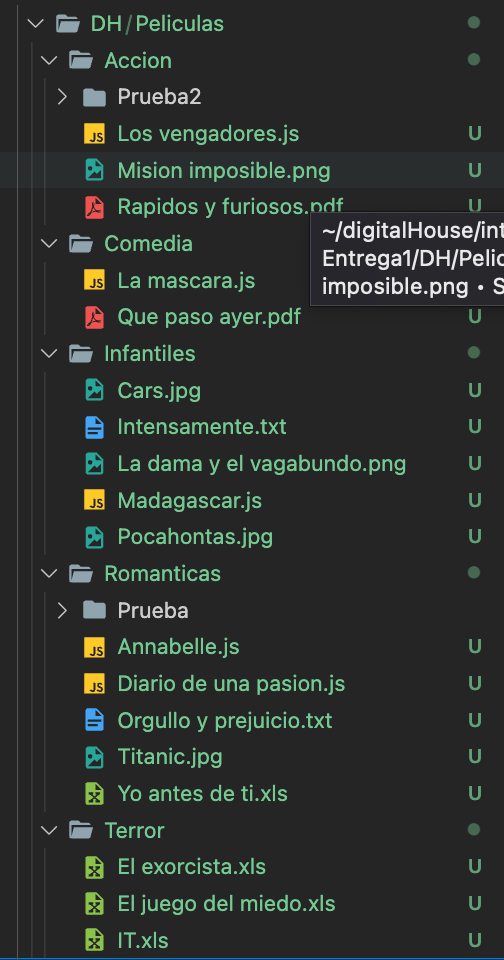 DH/Peliculas
Accion
Prueba2
JS Los vengadores.js U
Mision imposible.png U
Rapidos y furiosos.pdf U
~/digitalHouse/int
Entrega1/DH/Pelic
imposible.png • S
Comedia
JS La mascara.js
Que paso ayer.pdf U
Infantiles
Cars.jpg U
Intensamente.txt U
La dama y el vagabundo.png U
JS Madagascar.js U
Pocahontas.jpg U
Romanticas
Prueba
JS Annabelle.js U
JS Diario de una pasion.js U
Orgullo y prejuicio.txt U
Titanic.jpg U
Yo antes de ti.xls U
Terror
El exorcista.xls U
El juego del miedo.xls U
IT.xls U